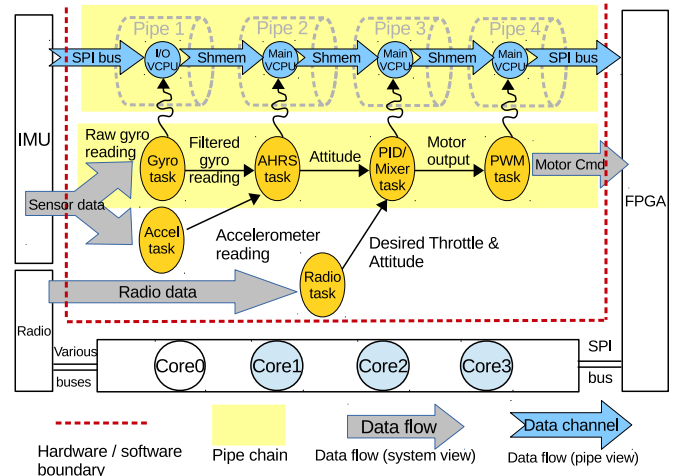 Pipe 1 Pipe 2 Pipe 3 Pipe 4
SPI bus
I/O
VCPU
Shmem
Main
VCPU
Shmem
Main
VCPU
Shmem
Main
VCPU
SPI bus
IMU
Raw gyro
reading
Gyro
task
Filtered
gyro
reading
AHRS
task
Attitude
PID/
Mixer
task
Motor
output
PWM
task
Motor Cmd
FPGA
Sensor data
Accel
task
Accelerometer
reading
Desired Throttle &
Attitude
Radio data
Radio
task
Radio
Various
buses
Core0
Core1
Core2
Core3
SPI
bus
Hardware / software
boundary
Pipe chain
Data flow
Data flow (system view)
Data channel
Data flow (pipe view)